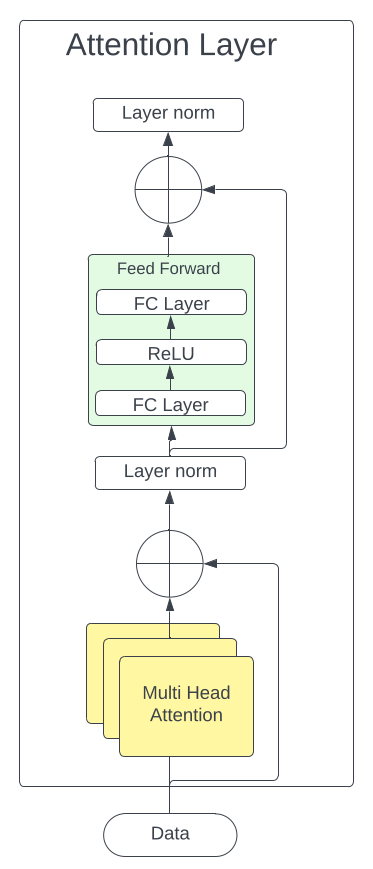 Attention Layer
Layer norm
Feed Forward
FC Layer
ReLU
FC Layer
Layer norm
Multi Head
Attention
Data